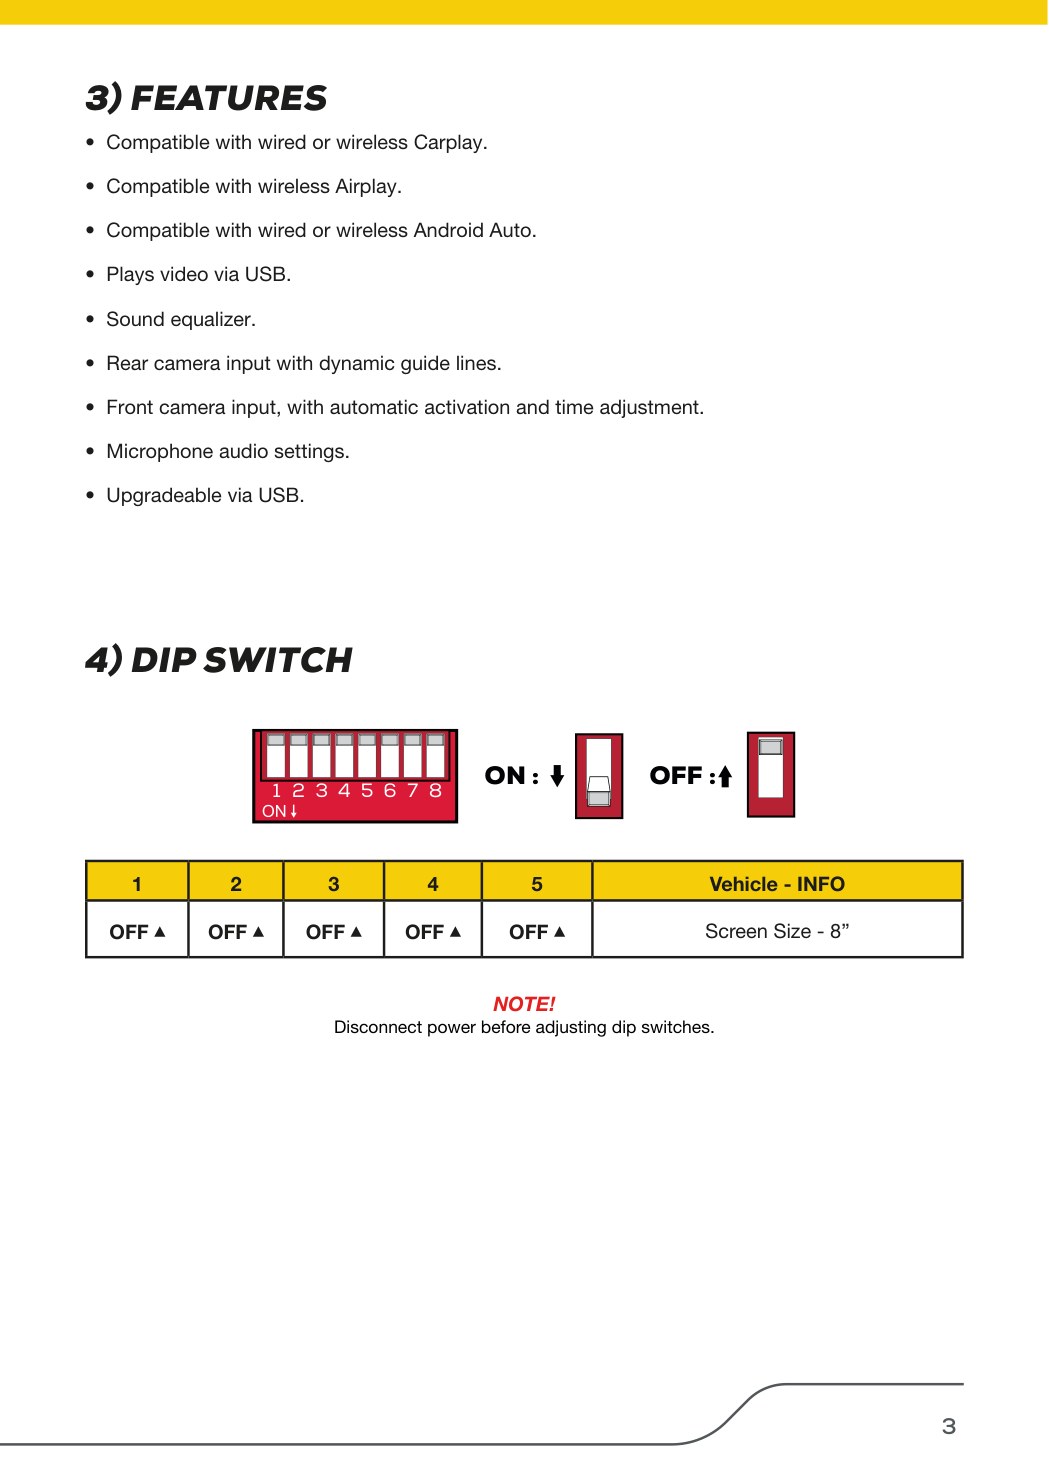 3) FEATURES
• Compatible with wired or wireless Carplay.
• Compatible with wireless Airplay.
• Compatible with wired or wireless Android Auto.
• Plays video via USB.
• Sound equalizer.
• Rear camera input with dynamic guide lines.
• Front camera input, with automatic activation and time adjustment.
• Microphone audio settings.
• Upgradeable via USB.
4) DIP SWITCH
1 2 3 4 5 6 7 8
ON↓
ON : ⬇
OFF :⬆
1 2 3 4 5 Vehicle - INFO
OFF ▲ OFF ▲ OFF ▲ OFF ▲ OFF ▲ Screen Size - 8”
NOTE!
Disconnect power before adjusting dip switches.
3